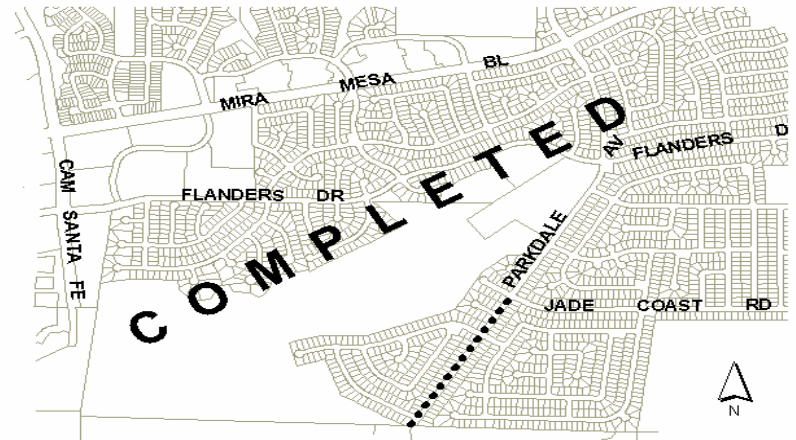 MIRA MESA BL
COMPLETED
AV
FLANDERS D
CAM SANTA FE
FLANDERS DR
PARKDALE
JADE COAST RD
N